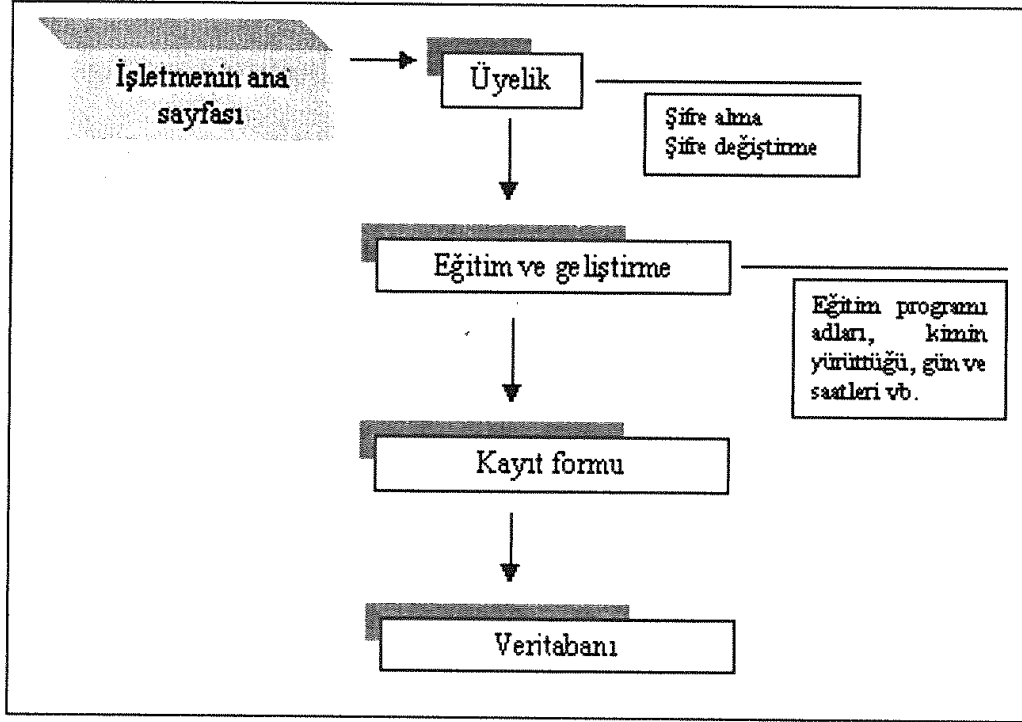 İşletmenin ana
sayfası
Üyelik
Şifre alma
Şifre değiştirme
Eğitim ve geliştirme
Eğitim programı
adları, kimin
yürüttüğü, gün ve
saatleri vb.
Kayıt formu
Veritabanı